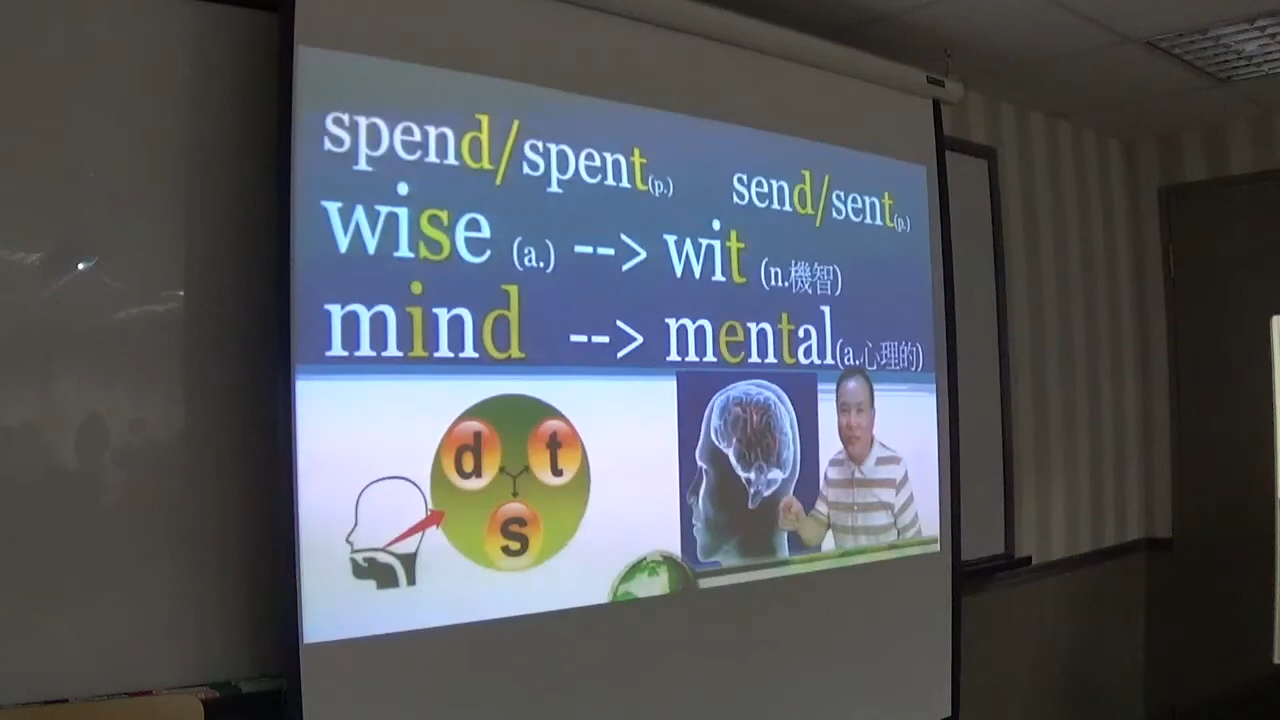 spend/spent(p.) send/sent(p.)
wise (a.) --> wit (n.機智)
mind --> mental(a.心理的)
d t
s